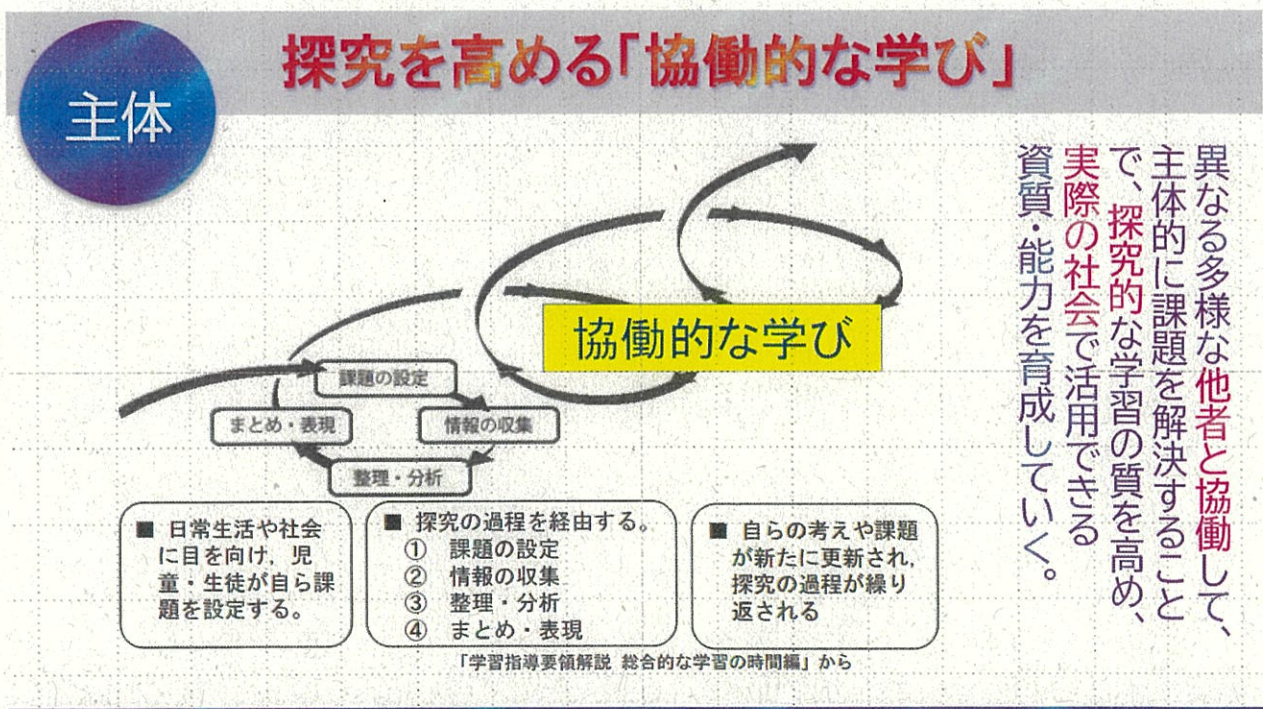 探究を高める「協働的な学び」
主体
異なる多様な他者と協働して、
主体的に課題を解決すること
で、探究的な学習の質を高め、
実際の社会で活用できる
資質・能力を育成していく。
協働的な学び
課題の設定
まとめ・表現
情報の収集
整理・分析
■ 日常生活や社会
に目を向け，児
童・生徒が自ら課
題を設定する。
■ 探究の過程を経由する。
① 課題の設定
② 情報の収集
③ 整理・分析
④ まとめ・表現
■ 自らの考えや課題
が新たに更新され，
探究の過程が繰り
返される
「学習指導要領解説 総合的な学習の時間編」から